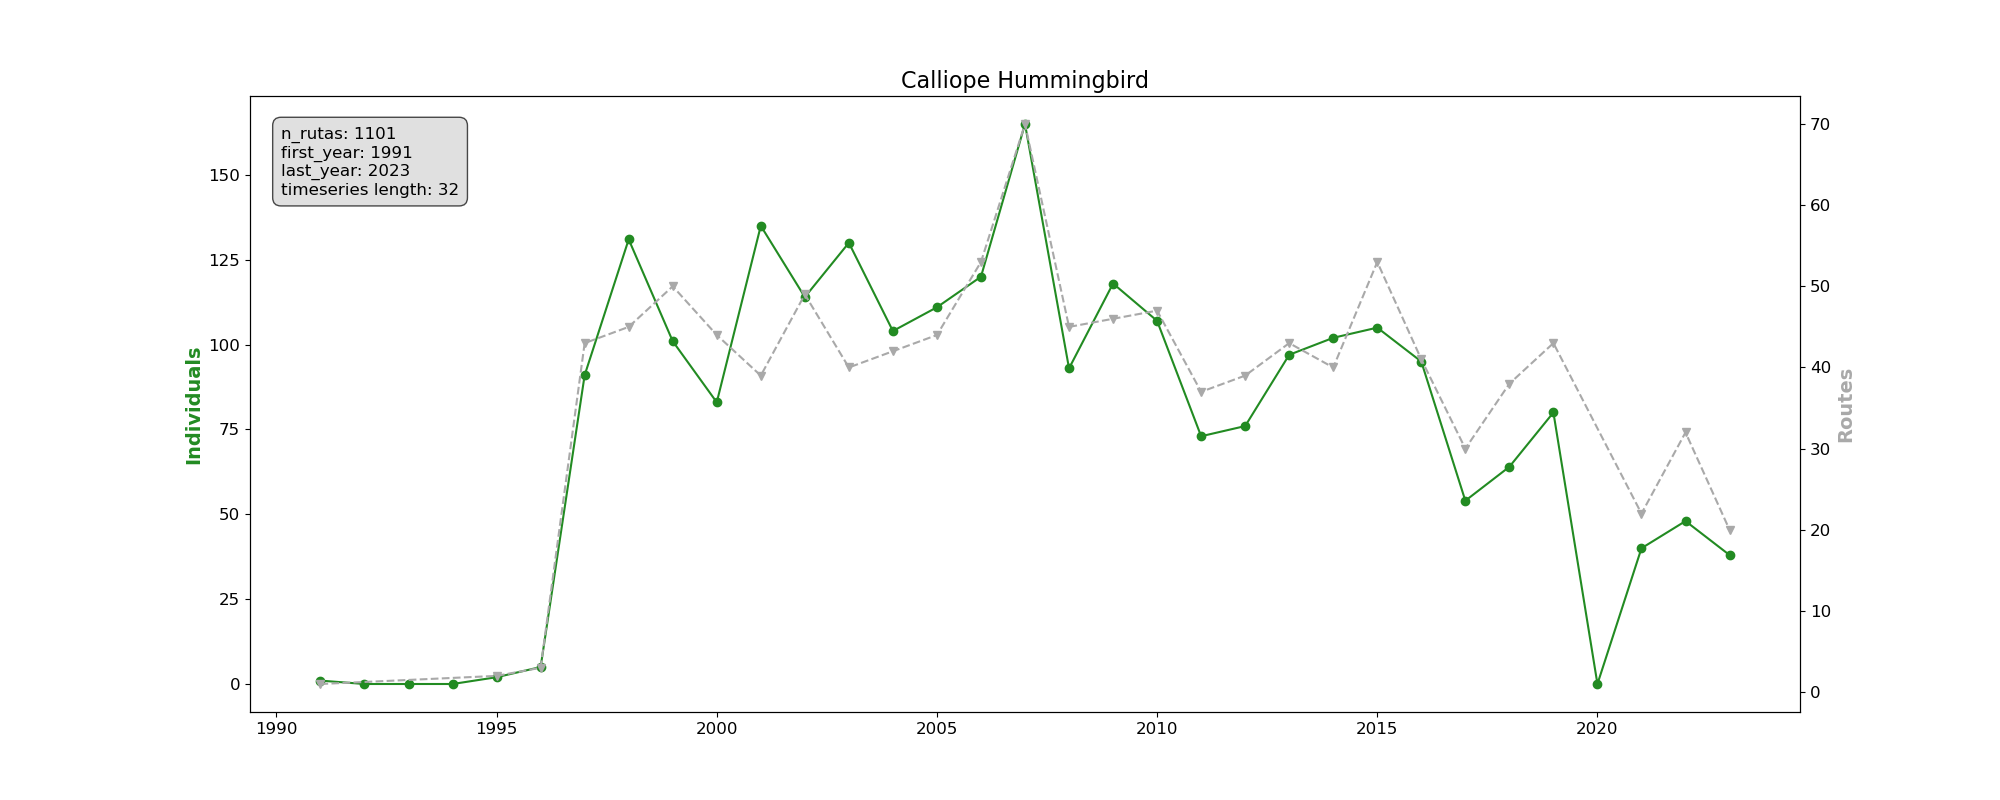 Calliope Hummingbird
n_rutas: 1101
first_year: 1991
last_year: 2023
timeseries length: 32
Individuals
150
125
100
75
50
25
0
Routes
70
60
50
40
30
20
10
0
1990 1995 2000 2005 2010 2015 2020